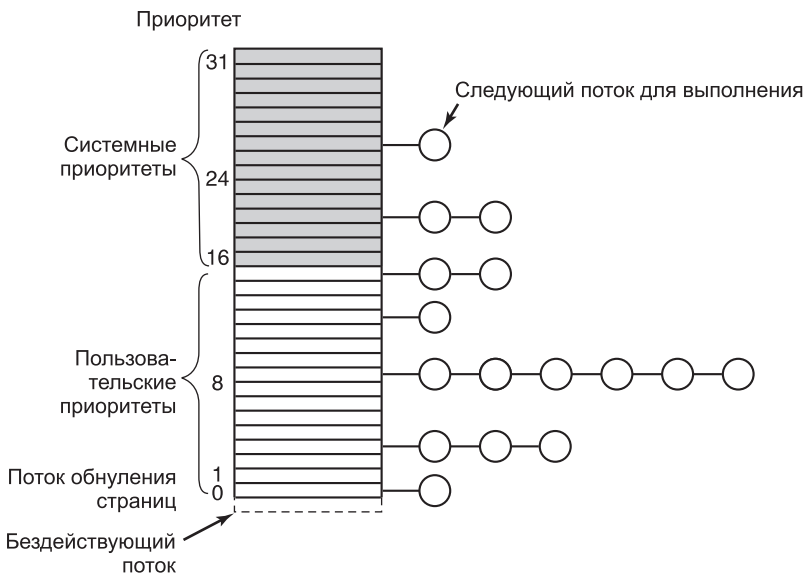 Приоритет
31
Следующий поток для выполнения
Системные
приоритеты
24
16
Пользова-
тельские
приоритеты
8
Поток обнуления
страниц
1
0
Бездействующий
поток